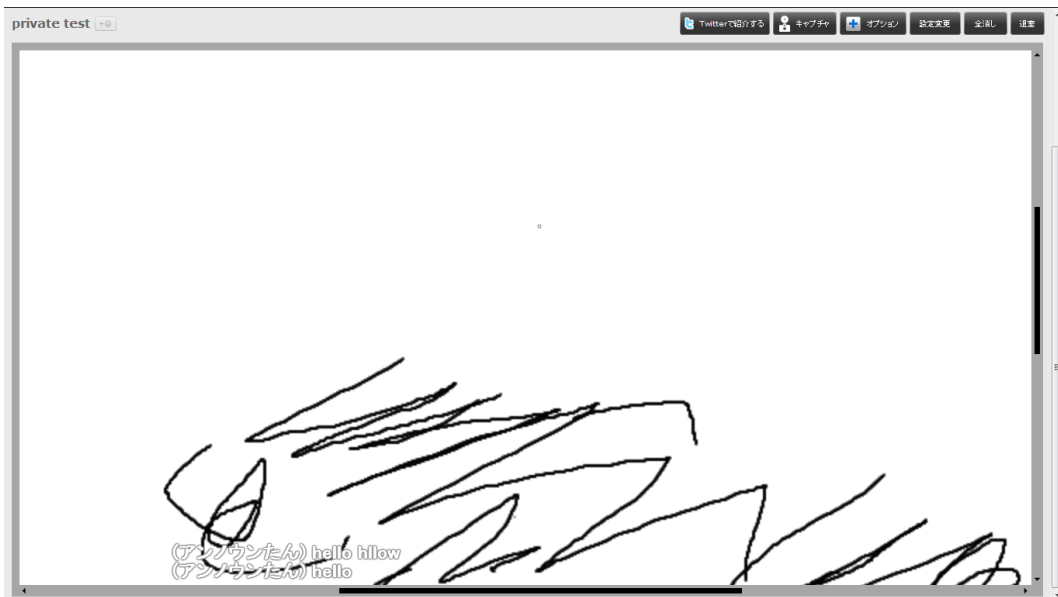 private test
Twitterで紹介する キャプチャ オプション 設定変更 全消し 退室
(アンノウンたん) hello hllow
(アンノウンたん) hello